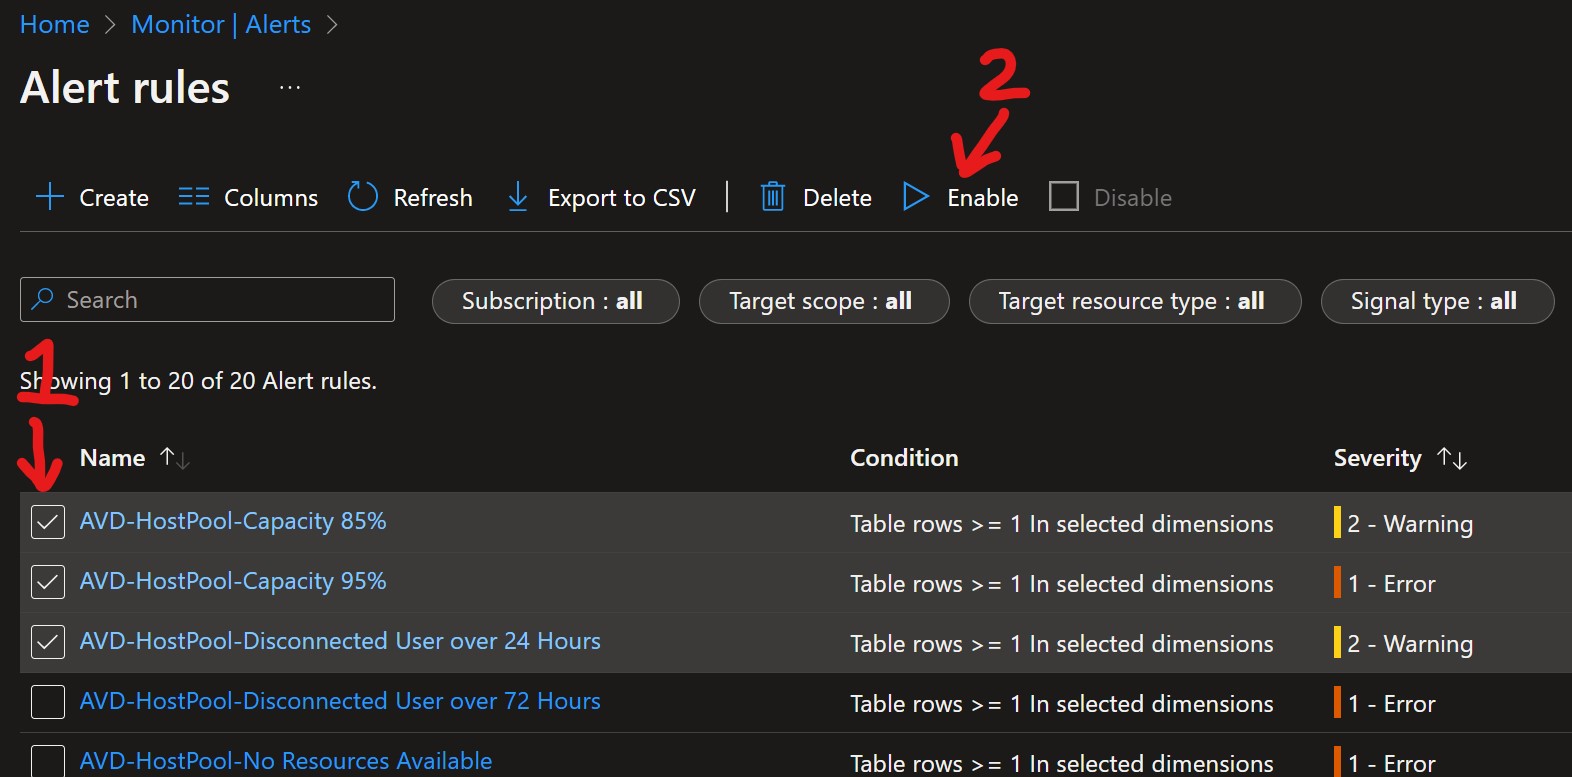 Home > Monitor | Alerts >
Alert rules ...
2
Create Columns Refresh Export to CSV | Delete Enable Disable
Search Subscription : all Target scope : all Target resource type : all Signal type : all
1
Showing 1 to 20 of 20 Alert rules.
Name ↑↓ Condition Severity ↑↓
AVD-HostPool-Capacity 85% Table rows >= 1 In selected dimensions 2 - Warning
AVD-HostPool-Capacity 95% Table rows >= 1 In selected dimensions 1 - Error
AVD-HostPool-Disconnected User over 24 Hours Table rows >= 1 In selected dimensions 2 - Warning
AVD-HostPool-Disconnected User over 72 Hours Table rows >= 1 In selected dimensions 1 - Error
AVD-HostPool-No Resources Available Table rows >= 1 In selected dimensions 1 - Error